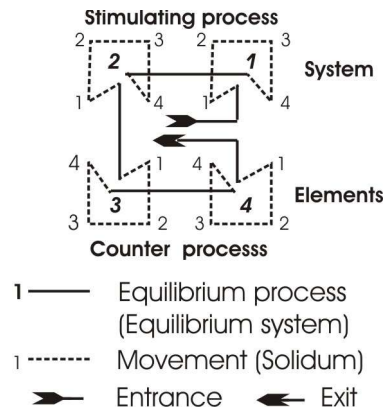 Stimulating process
2 3 2 3
2 1
System
1 4 1 4
4 1 4 1
Elements
3 4
3 2 3 2
Counter processs
1 Equilibrium process
(Equilibrium system)
1 Movement (Solidum)
Entrance Exit